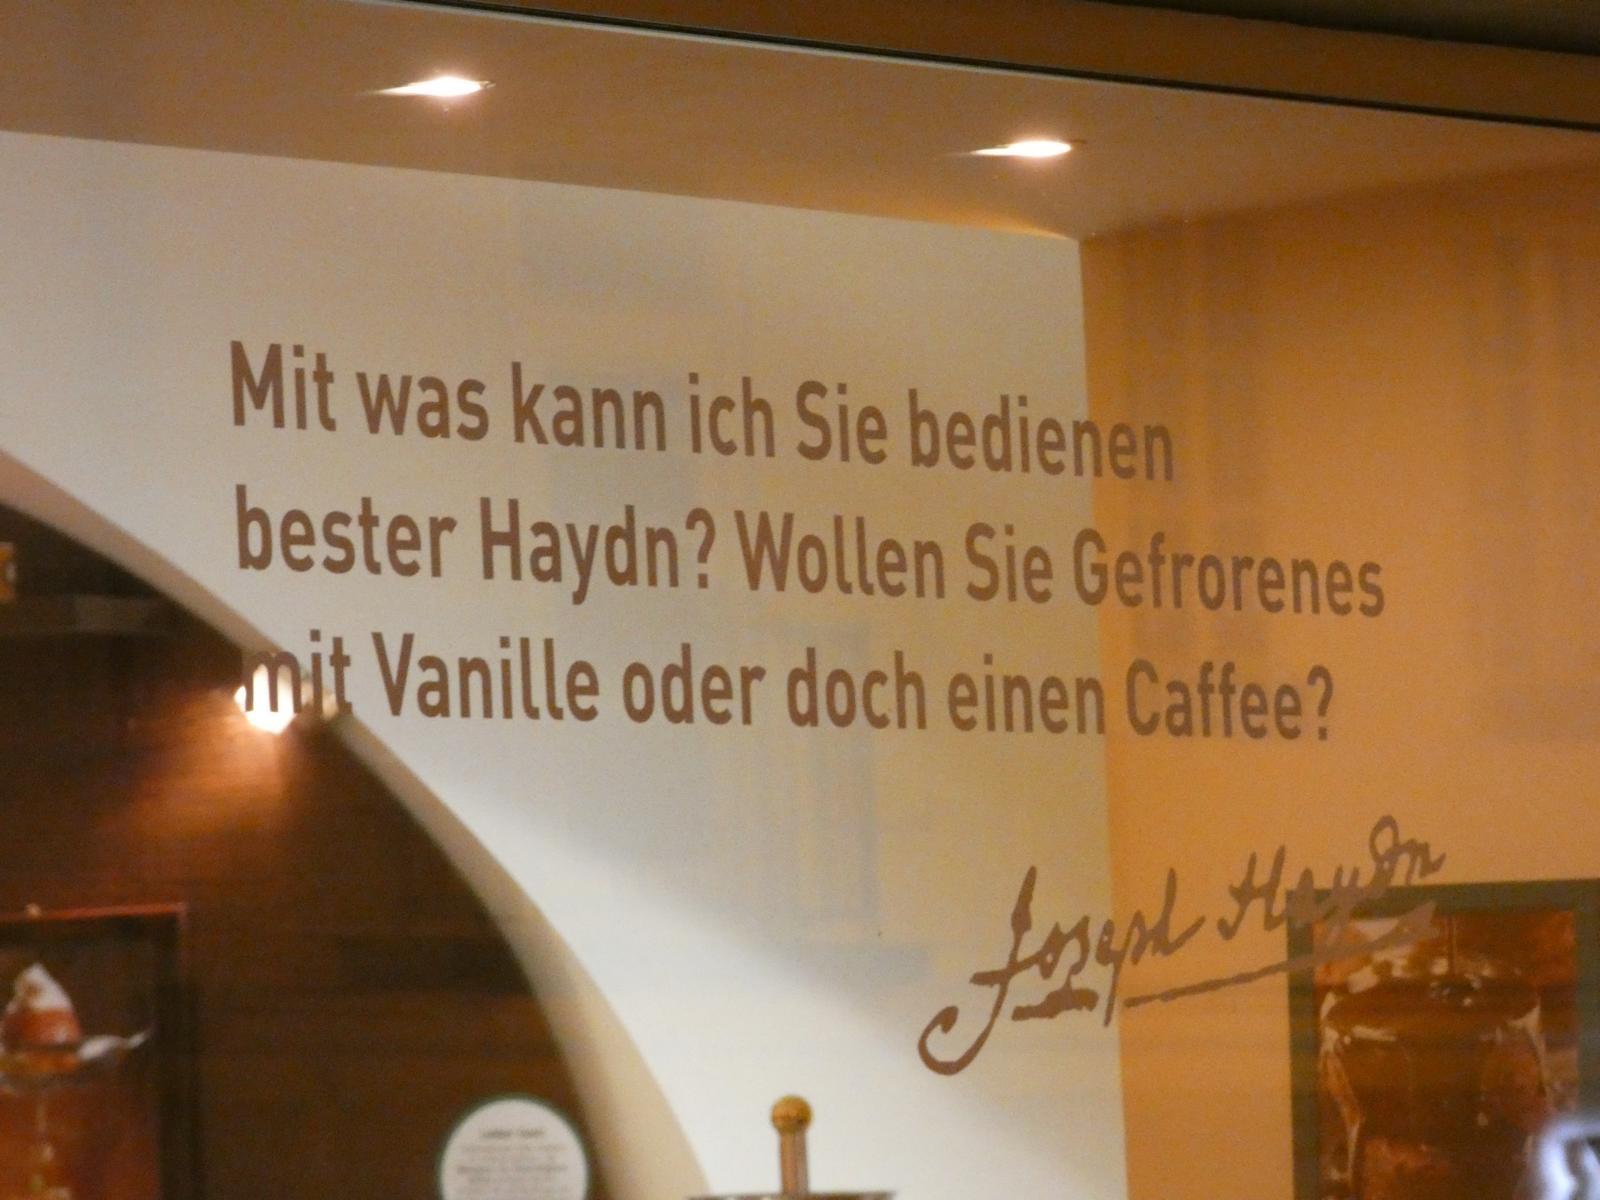 Mit was kann ich Sie bedienen
bester Haydn? Wollen Sie Gefrorenes
mit Vanille oder doch einen Caffee?
Joseph Haydn